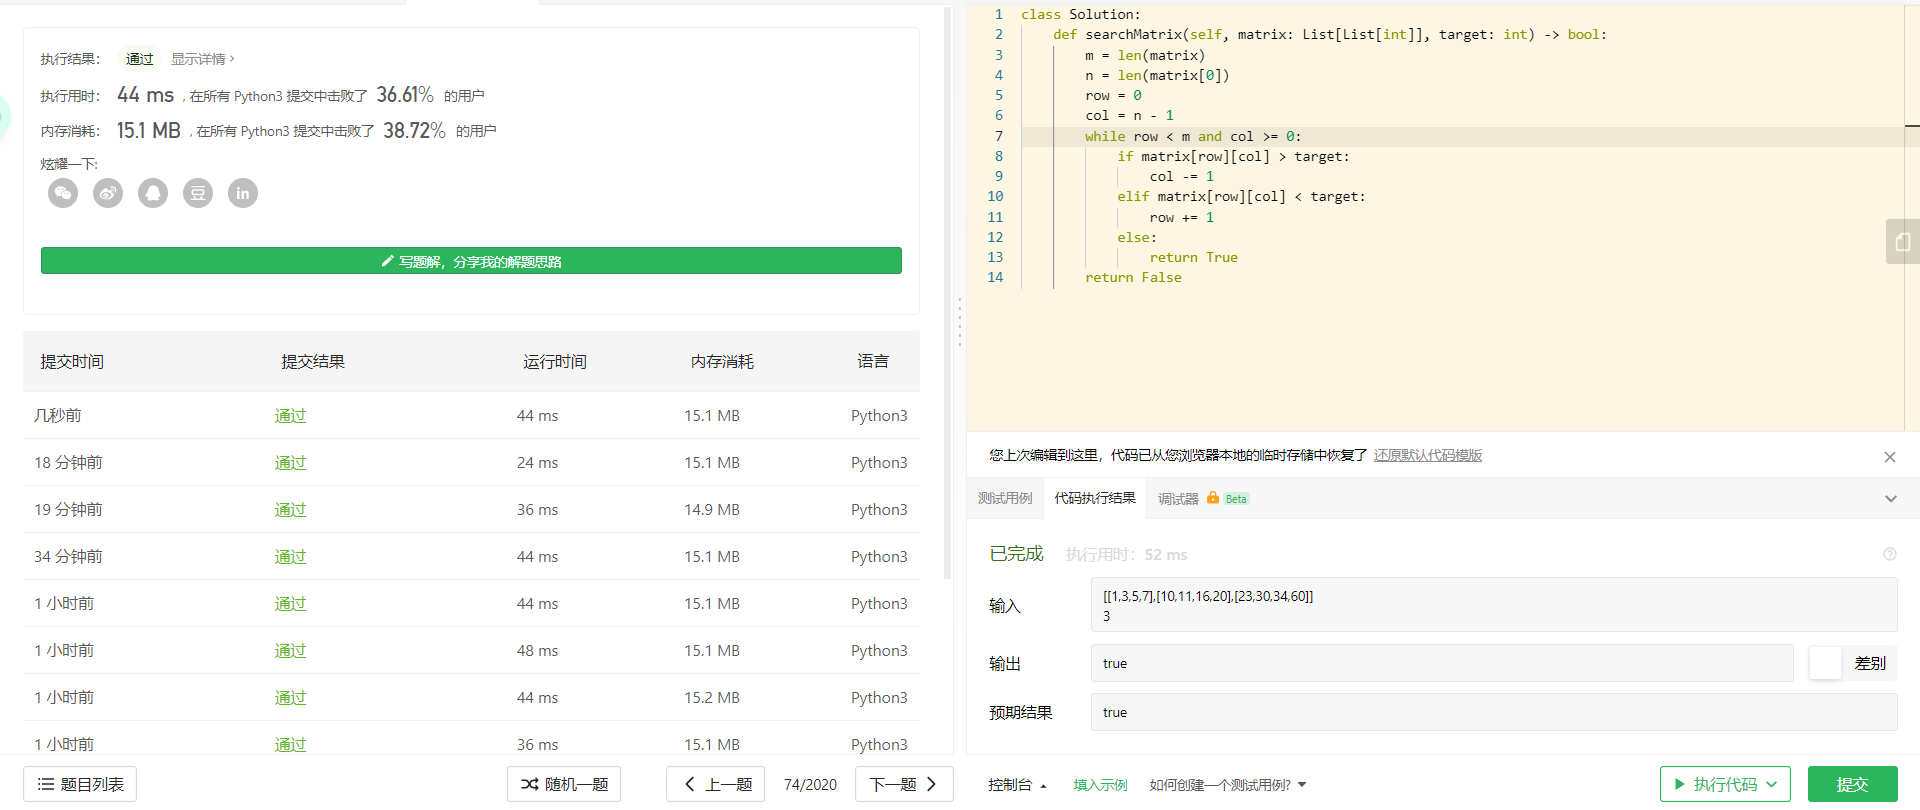 执行结果： 通过 显示详情 ›
执行用时： 44 ms , 在所有 Python3 提交中击败了 36.61% 的用户
内存消耗： 15.1 MB , 在所有 Python3 提交中击败了 38.72% 的用户
炫耀一下:
豆 in
写题解，分享我的解题思路
提交时间 提交结果 运行时间 内存消耗 语言
几秒前 通过 44 ms 15.1 MB Python3
18 分钟前 通过 24 ms 15.1 MB Python3
19 分钟前 通过 36 ms 14.9 MB Python3
34 分钟前 通过 44 ms 15.1 MB Python3
1 小时前 通过 44 ms 15.1 MB Python3
1 小时前 通过 48 ms 15.1 MB Python3
1 小时前 通过 44 ms 15.2 MB Python3
1 小时前 通过 36 ms 15.1 MB Python3
题目列表 随机一题 上一题 74/2020 下一题
1 class Solution:
2 def searchMatrix(self, matrix: List[List[int]], target: int) -> bool:
3 m = len(matrix)
4 n = len(matrix[0])
5 row = 0
6 col = n - 1
7 while row < m and col >= 0:
8 if matrix[row][col] > target:
9 col -= 1
10 elif matrix[row][col] < target:
11 row += 1
12 else:
13 return True
14 return False
您上次编辑到这里，代码已从您浏览器本地的临时存储中恢复了 还原默认代码模版
测试用例 代码执行结果 调试器 Beta
已完成 执行用时：52 ms
输入 [[1,3,5,7],[10,11,16,20],[23,30,34,60]]
3
输出 true 差别
预期结果 true
控制台 填入示例 如何创建一个测试用例? 执行代码 提交